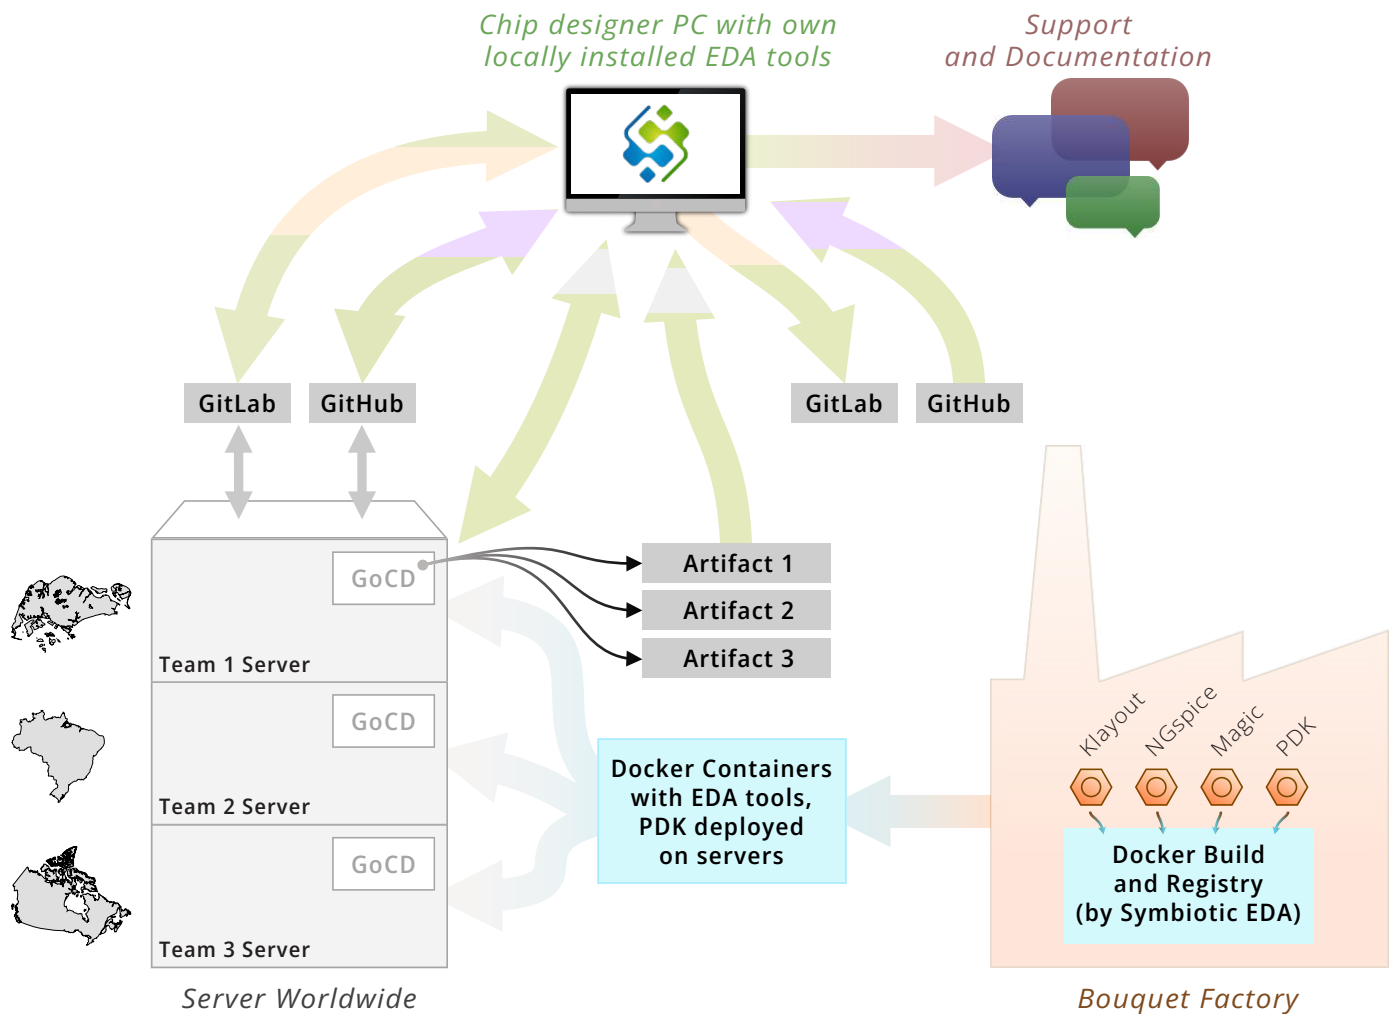 Chip designer PC with own
locally installed EDA tools
Support
and Documentation
GitLab
GitHub
GitLab
GitHub
GoCD
Team 1 Server
Artifact 1
Artifact 2
Artifact 3
GoCD
Team 2 Server
GoCD
Team 3 Server
Server Worldwide
Docker Containers
with EDA tools,
PDK deployed
on servers
Klayout
NGspice
Magic
PDK
Docker Build
and Registry
(by Symbiotic EDA)
Bouquet Factory